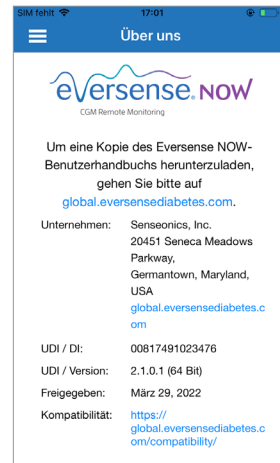 SIM fehlt 17:01
Über uns
eversense. NOW
CGM Remote Monitoring
Um eine Kopie des Eversense NOW-
Benutzerhandbuchs herunterzuladen,
gehen Sie bitte auf
global.eversensediabetes.com.
Unternehmen: Senseonics, Inc.
20451 Seneca Meadows
Parkway,
Germantown, Maryland,
USA
global.eversensediabetes.c
om
UDI / DI: 00817491023476
UDI / Version: 2.1.0.1 (64 Bit)
Freigegeben: März 29, 2022
Kompatibilität: https://
global.eversensediabetes.c
om/compatibility/